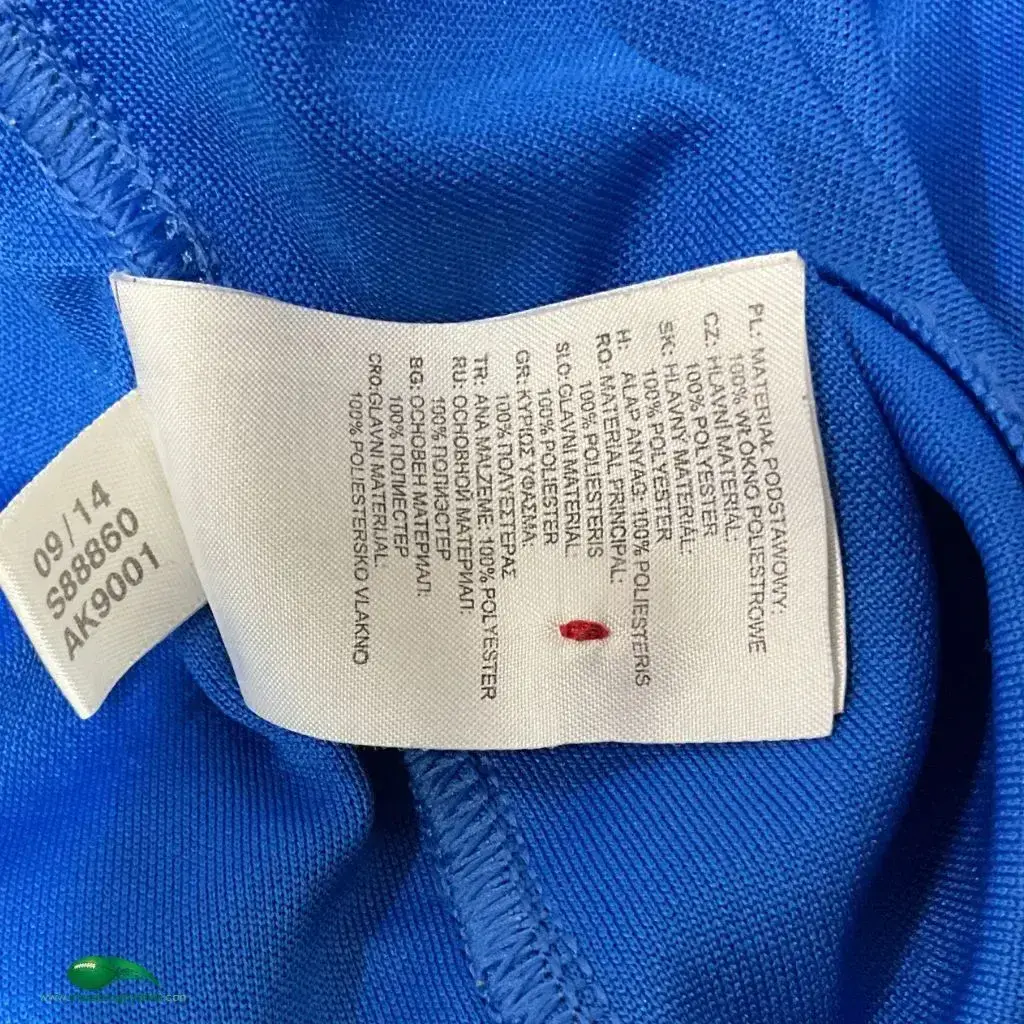 PL: MATERIAŁ PODSTAWOWY:
100% WŁÓKNO POLIESTROWE
CZ: HLAVNÍ MATERIÁL:
100% POLYESTER
SK: HLAVNÝ MATERIÁL:
100% POLYESTER
H: ALAP ANYAG: 100% POLIÉSTERIS
RO: MATERIAL PRINCIPAL:
100% POLIESTERIS
SLO: GLAVNI MATERIAL:
100% POLIESTER
GR: ΚΥΡΙΩΣ ΥΦΑΣΜΑ:
100% ΠΟΛΥΕΣΤΕΡΑΣ
TR: ANA MALZEME: 100% POLYESTER
RU: ОСНОВНОЙ МАТЕРИАЛ:
100% ПОЛИЭСТЕР
BG: ОСНОВЕН МАТЕРИАЛ:
100% ПОЛИЕСТЕР
CRO:GLAVNI MATERIJAL:
100% POLIESTERSKO VLAKNO
09/14
S88860
AK9001